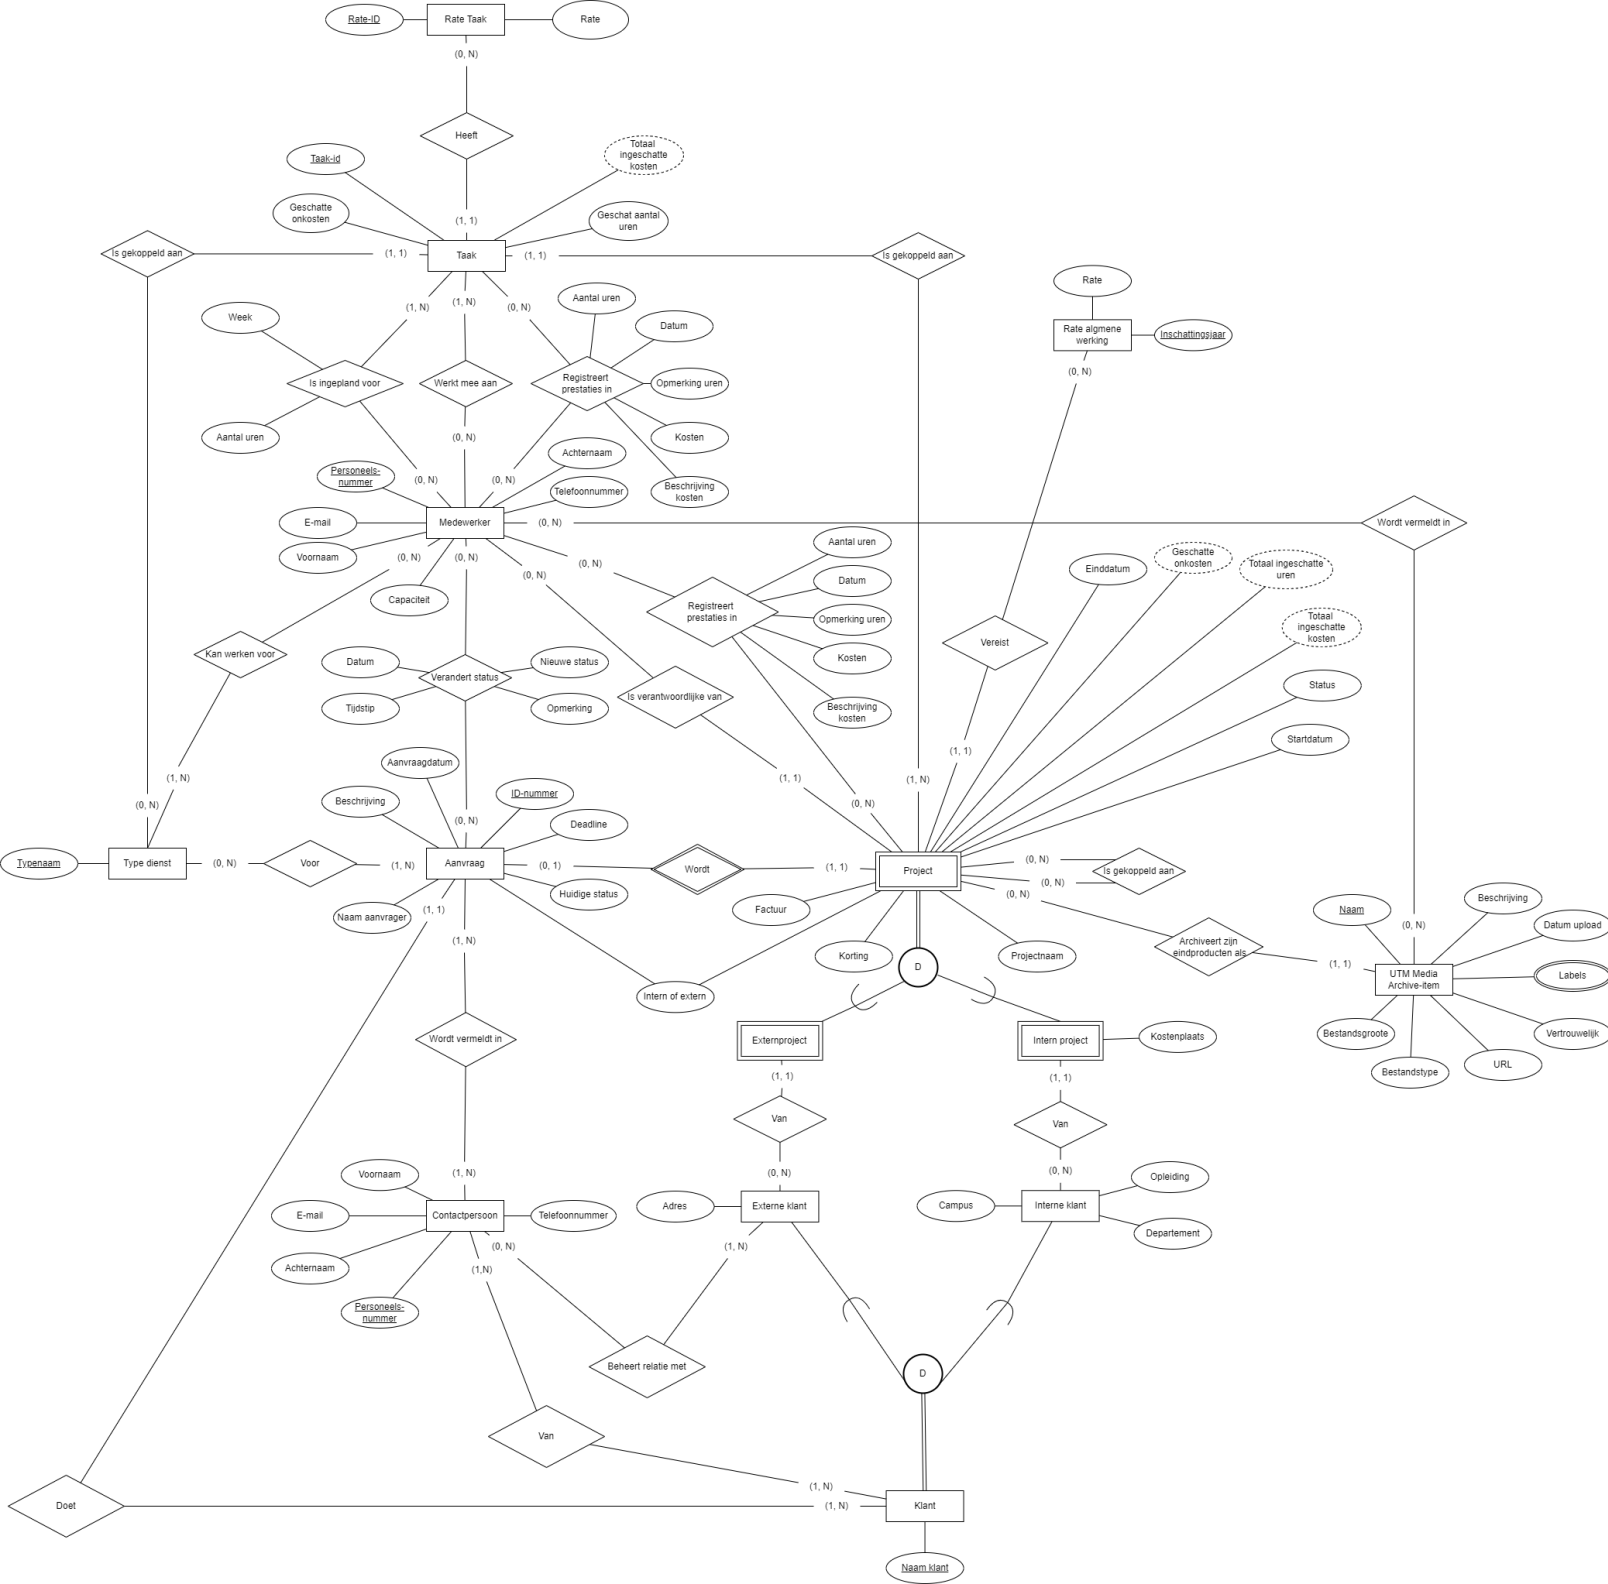 Rate-ID
Rate Taak
Rate
(0, N)
Heeft
Totaal
ingeschatte
kosten
Taak-id
Geschatte
onkosten
Geschat aantal
uren
(1, 1)
Is gekoppeld aan
(1, 1)
Taak
(1, 1)
Is gekoppeld aan
Rate
Aantal uren
(1, N)
(1, N)
(0, N)
Week
Datum
Rate algmene
werking
Inschattingsjaar
(0, N)
Is ingepland voor
Werkt mee aan
Registreert
prestaties in
Opmerking uren
Aantal uren
(0, N)
Kosten
Achternaam
Personeels-
nummer
(0, N)
(0, N)
Telefoonnummer
Beschrijving
kosten
E-mail
Medewerker
(0, N)
Wordt vermeldt in
Voornaam
(0, N)
(0, N)
(0, N)
(0, N)
Aantal uren
Geschatte
onkosten
Einddatum
Totaal ingeschatte
uren
Datum
Capaciteit
Registreert
prestaties in
Opmerking uren
Totaal
ingeschatte
kosten
Vereist
Kan werken voor
Datum
Nieuwe status
Kosten
Verandert status
Status
Is verantwoordlijke van
Tijdstip
Opmerking
Beschrijving
kosten
Startdatum
(1, 1)
Aanvraagdatum
(1, N)
(1, 1)
(1, N)
ID-nummer
Beschrijving
(0, N)
(0, N)
(0, N)
Deadline
Typenaam
Type dienst
(0, N)
Voor
(1, N)
Aanvraag
(0, 1)
Wordt
(1, 1)
Project
(0, N)
Is gekoppeld aan
(0, N)
(0, N)
Huidige status
Naam aanvrager
(1, 1)
Factuur
Naam
Beschrijving
(0, N)
Datum upload
(1, N)
Korting
Projectnaam
Archiveert zijn
eindproducten als
(1, 1)
D
UTM Media
Archive-item
Labels
Intern of extern
Bestandsgroote
Vertrouwelijk
Wordt vermeldt in
Externproject
Intern project
Kostenplaats
URL
Bestandstype
(1, 1)
(1, 1)
Van
Van
(1, N)
(0, N)
(0, N)
Voornaam
Opleiding
E-mail
Contactpersoon
Telefoonnummer
Adres
Externe klant
Campus
Interne klant
Departement
(0, N)
(1, N)
Achternaam
(1,N)
Personeels-
nummer
Beheert relatie met
D
Van
(1, N)
Doet
(1, N)
Klant
Naam klant